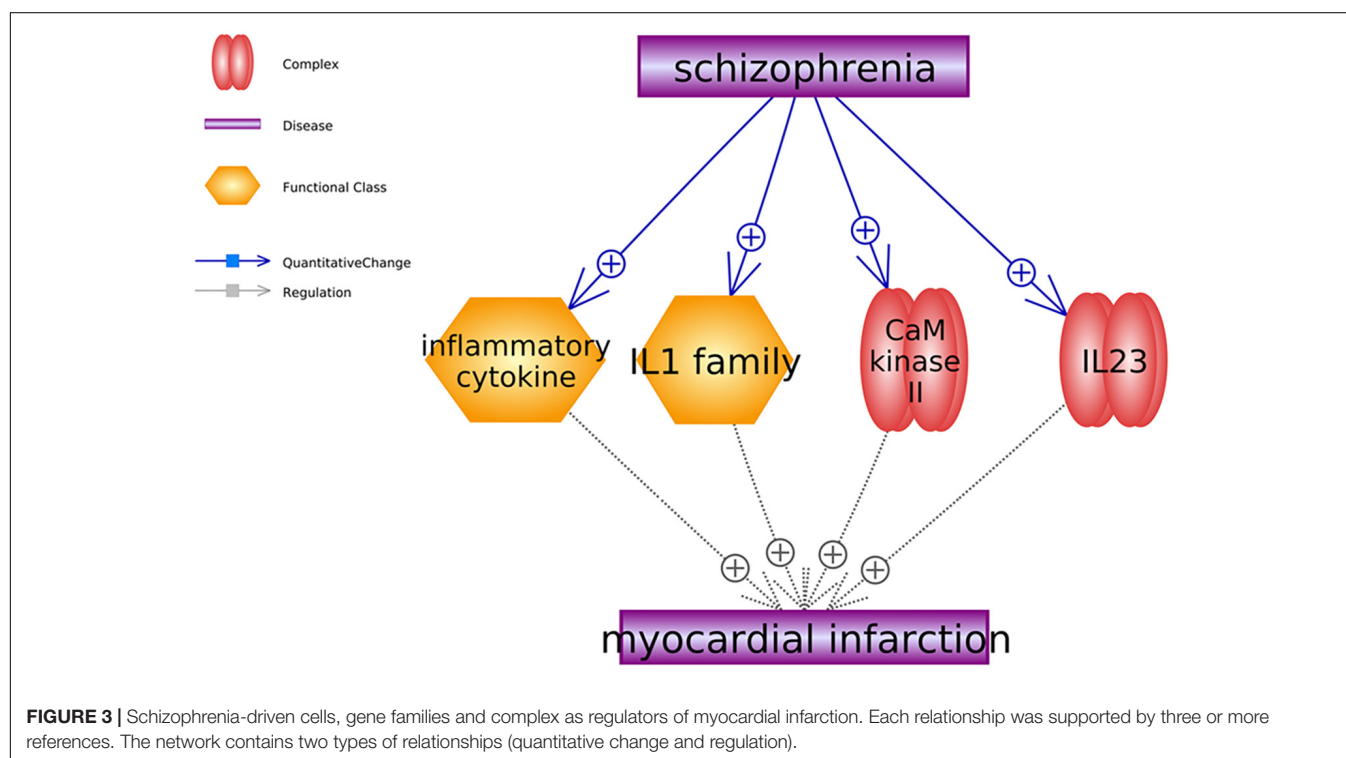 Complex
Disease
Functional Class
QuantitativeChange
Regulation
schizophrenia
inflammatory
cytokine
IL1 family
CaM
kinase
II
IL23
myocardial infarction
FIGURE 3 | Schizophrenia-driven cells, gene families and complex as regulators of myocardial infarction. Each relationship was supported by three or more
references. The network contains two types of relationships (quantitative change and regulation).